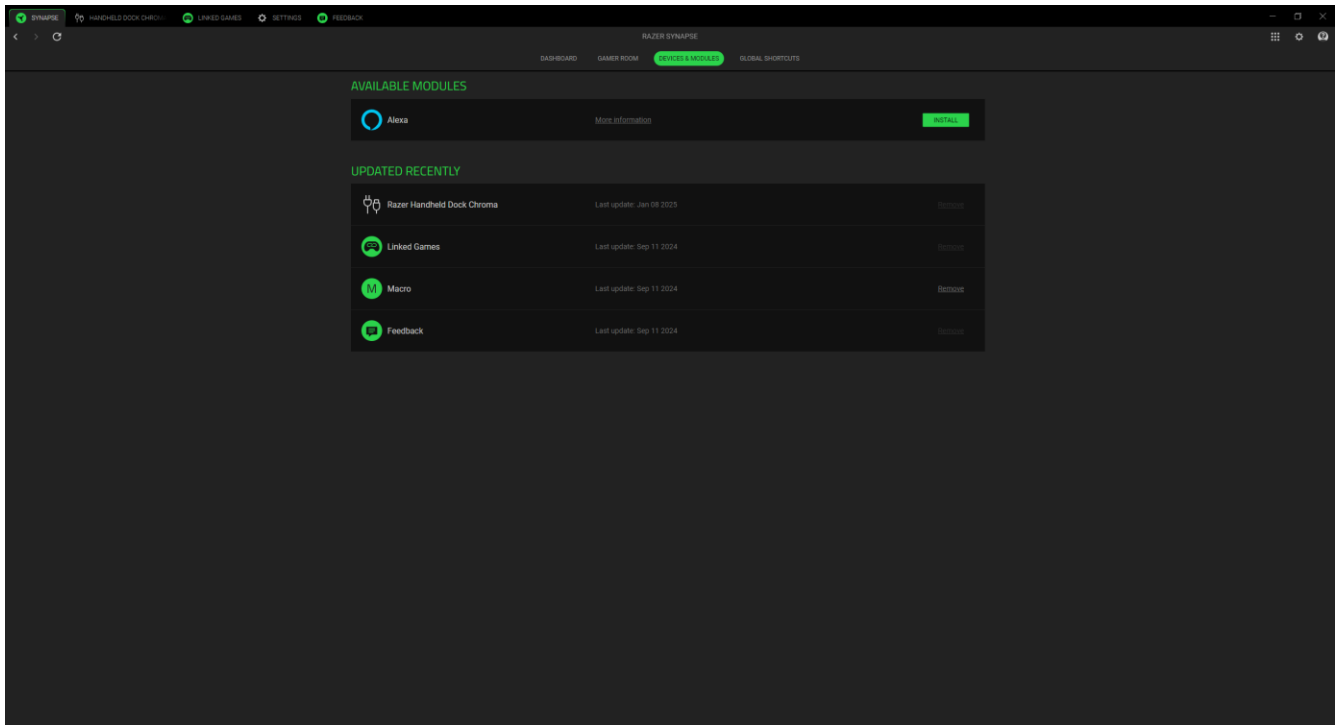 SYNAPSE HANDHELD DOCK CHROM LINKED GAMES SETTINGS FEEDBACK
RAZER SYNAPSE
DASHBOARD GAMER ROOM DEVICES & MODULES GLOBAL SHORTCUTS
AVAILABLE MODULES
Alexa More information INSTALL
UPDATED RECENTLY
Razer Handheld Dock Chroma Last update: Jan 08 2025 Remove
Linked Games Last update: Sep 11 2024 Remove
M Macro Last update: Sep 11 2024 Remove
Feedback Last update: Sep 11 2024 Remove